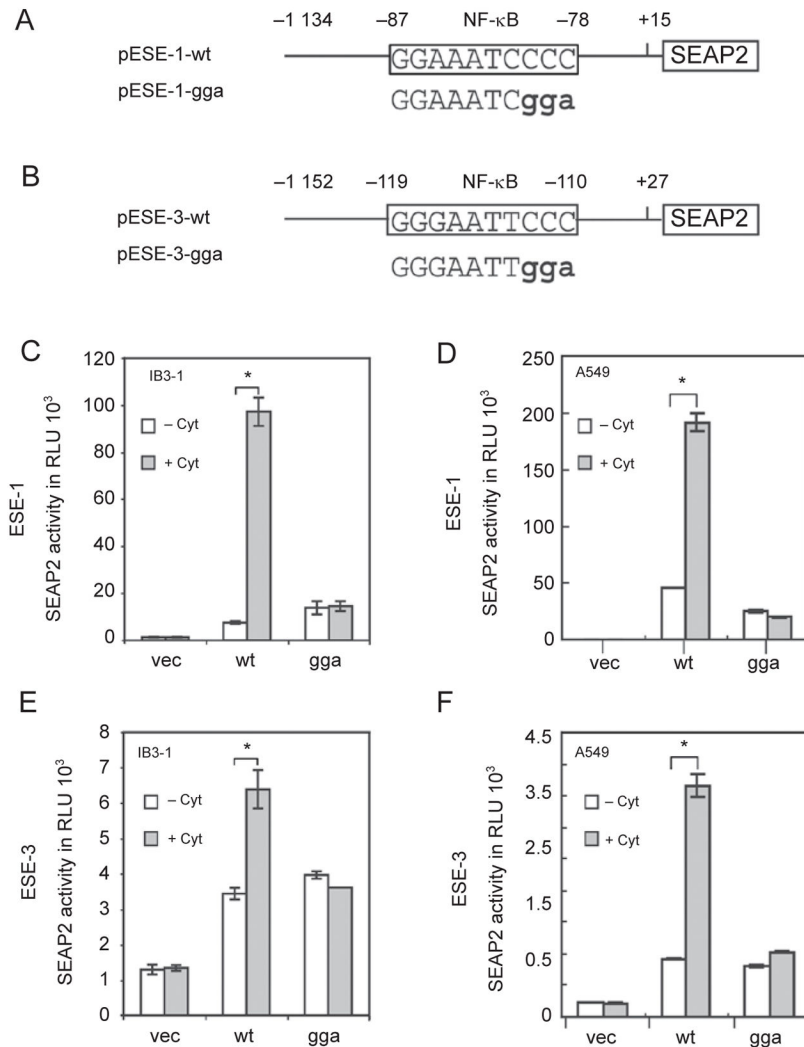 A
–1 134 –87 NF-κB –78 +15
pESE-1-wt GGAAATCCCC SEAP2
pESE-1-gga GGAAATCgga
B
–1 152 –119 NF-κB –110 +27
pESE-3-wt GGGAATTCCC SEAP2
pESE-3-gga GGGAATTgga
C
ESE-1
SEAP2 activity in RLU 10³
120
100
80
60
40
20
0
IB3-1
*
– Cyt
+ Cyt
vec wt gga
D
ESE-1
SEAP2 activity in RLU 10³
250
200
150
100
50
0
A549
*
– Cyt
+ Cyt
vec wt gga
E
ESE-3
SEAP2 activity in RLU 10³
8
7
6
5
4
3
2
1
0
IB3-1
*
– Cyt
+ Cyt
vec wt gga
F
ESE-3
SEAP2 activity in RLU 10³
4.5
3.5
2.5
1.5
0.5
0
A549
*
– Cyt
+ Cyt
vec wt gga